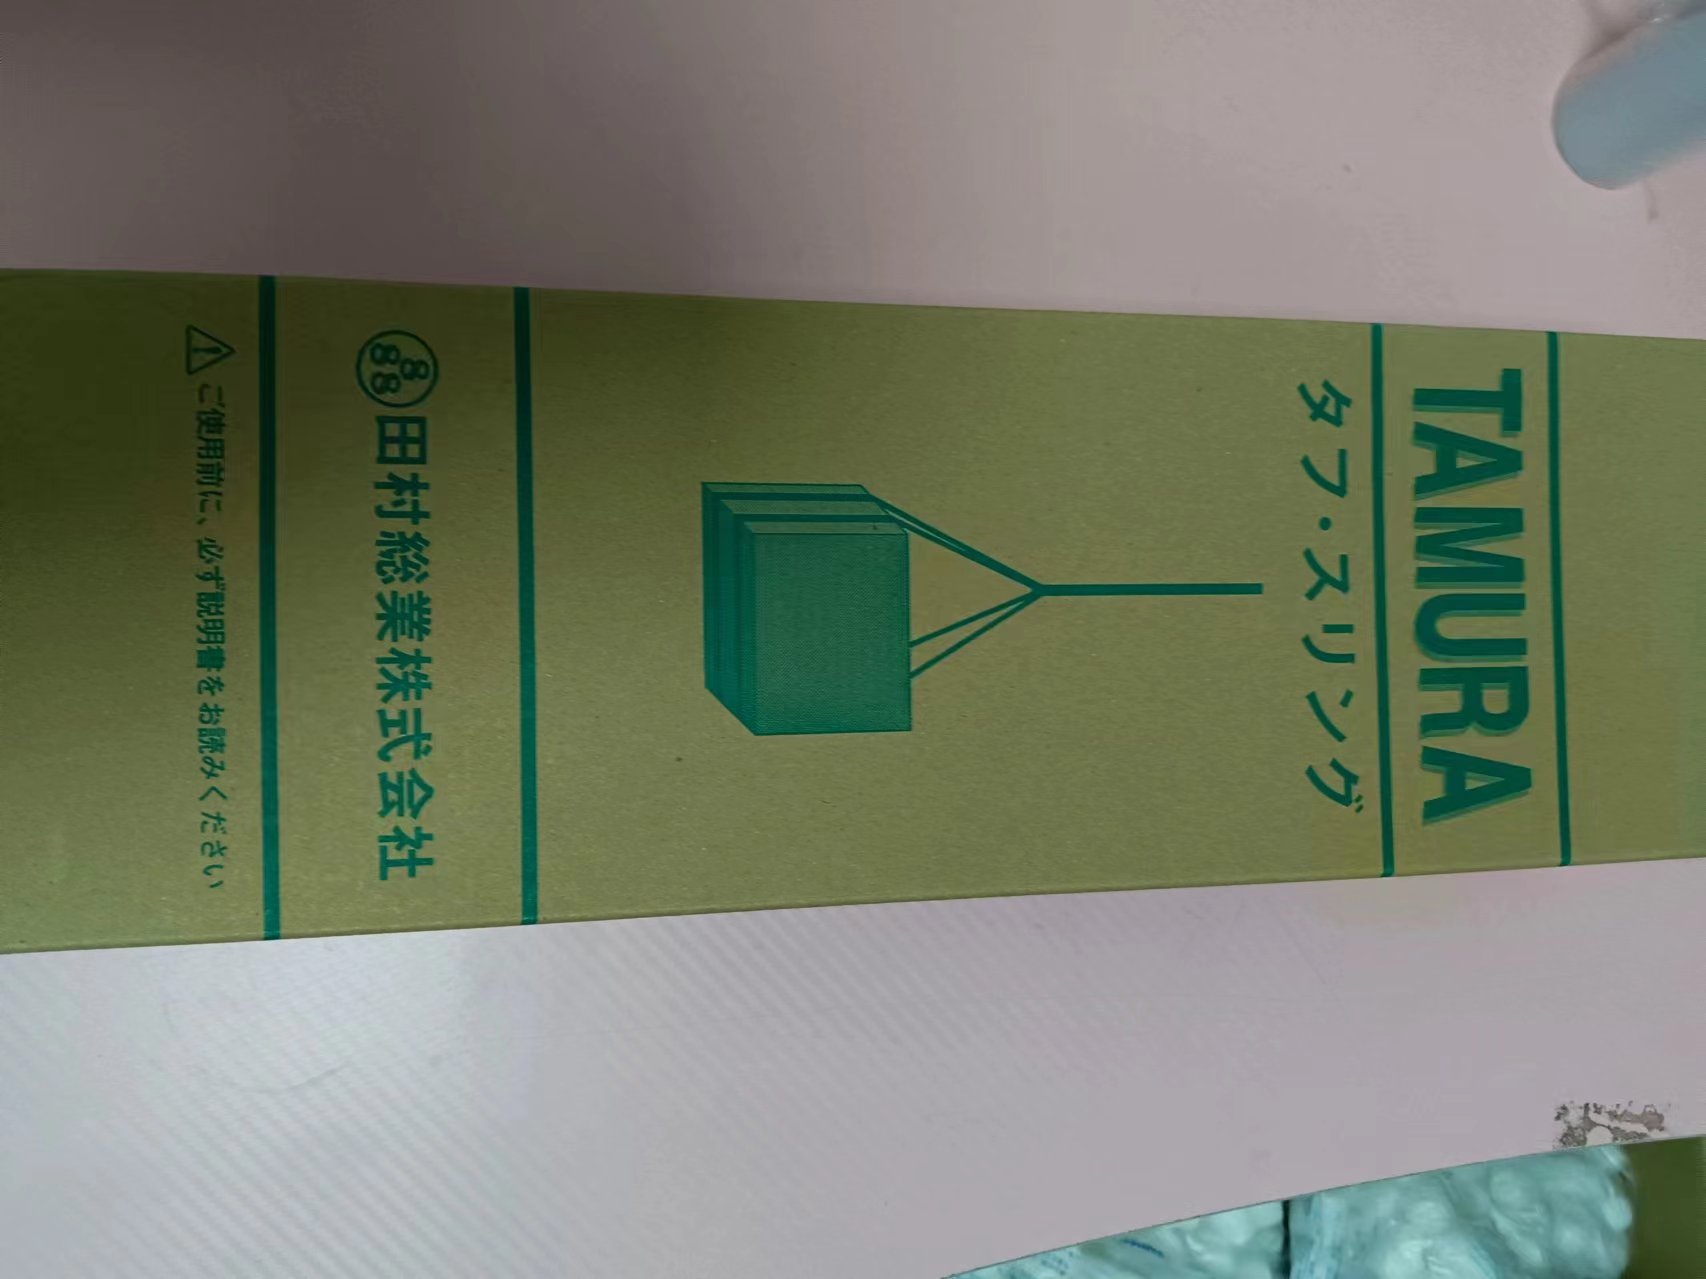 TAMURA
タフ・スリング
田村総業株式会社
ご使用前に、必ず説明書をお読みください